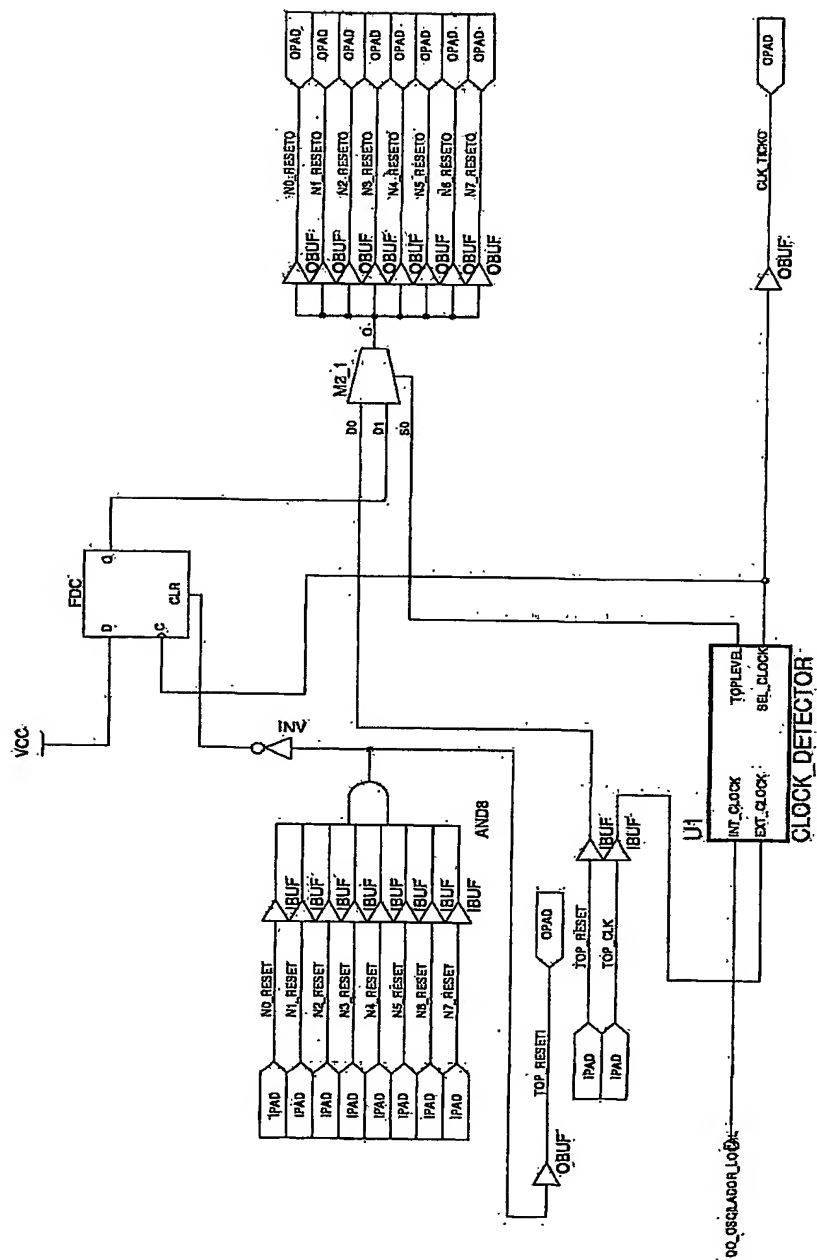 VCC
FDC
D
Q
C
CLR
INV
IPAD
N0_RESET
IBUF
IPAD
N1_RESET
IBUF
IPAD
N2_RESET
IBUF
IPAD
N3_RESET
IBUF
IPAD
N4_RESET
IBUF
IPAD
N5_RESET
IBUF
IPAD
N6_RESET
IBUF
IPAD
N7_RESET
IBUF
AND8
M2_1
D0
D1
S0
O
N0_RESETO
OBUF
OPAD
N1_RESETO
OBUF
OPAD
N2_RESETO
OBUF
OPAD
N3_RESETO
OBUF
OPAD
N4_RESETO
OBUF
OPAD
N5_RESETO
OBUF
OPAD
N6_RESETO
OBUF
OPAD
N7_RESETO
OBUF
OPAD
OBUF
TOP_RESETI
OPAD
IPAD
TOP_RESET
IBUF
IPAD
TOP_CLK
IBUF
U1
INT_CLOCK
TOPLEVEL
EXT_CLOCK
SEL_CLOCK
CLOCK_DETECTOR
DO_OSCILADOR_LOCAL
OBUF
CLK_TICKO
OPAD